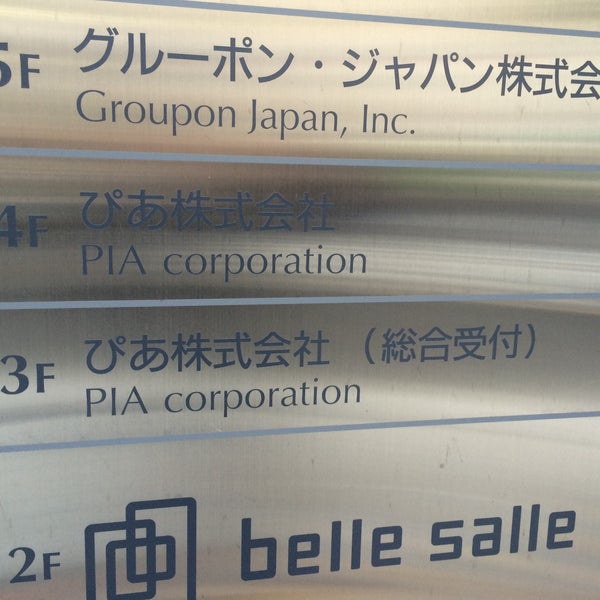 5F グルーポン・ジャパン株式会
Groupon Japan, Inc.
4F ぴあ株式会社
PIA corporation
3F ぴあ株式会社 （総合受付）
PIA corporation
2F belle salle